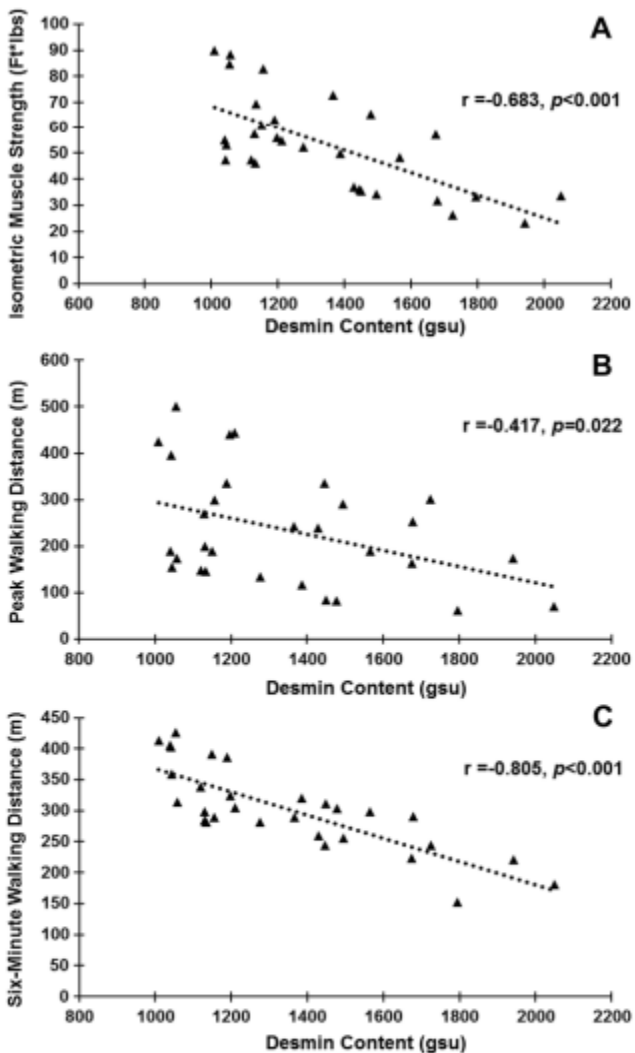 A
Isometric Muscle Strength (Ft*lbs)
100
90
80
70
60
50
40
30
20
10
0
r =-0.683, p<0.001
600 800 1000 1200 1400 1600 1800 2000 2200
Desmin Content (gsu)
B
Peak Walking Distance (m)
600
500
400
300
200
100
0
r =-0.417, p=0.022
800 1000 1200 1400 1600 1800 2000 2200
Desmin Content (gsu)
C
Six-Minute Walking Distance (m)
450
400
350
300
250
200
150
100
50
0
r =-0.805, p<0.001
800 1000 1200 1400 1600 1800 2000 2200
Desmin Content (gsu)